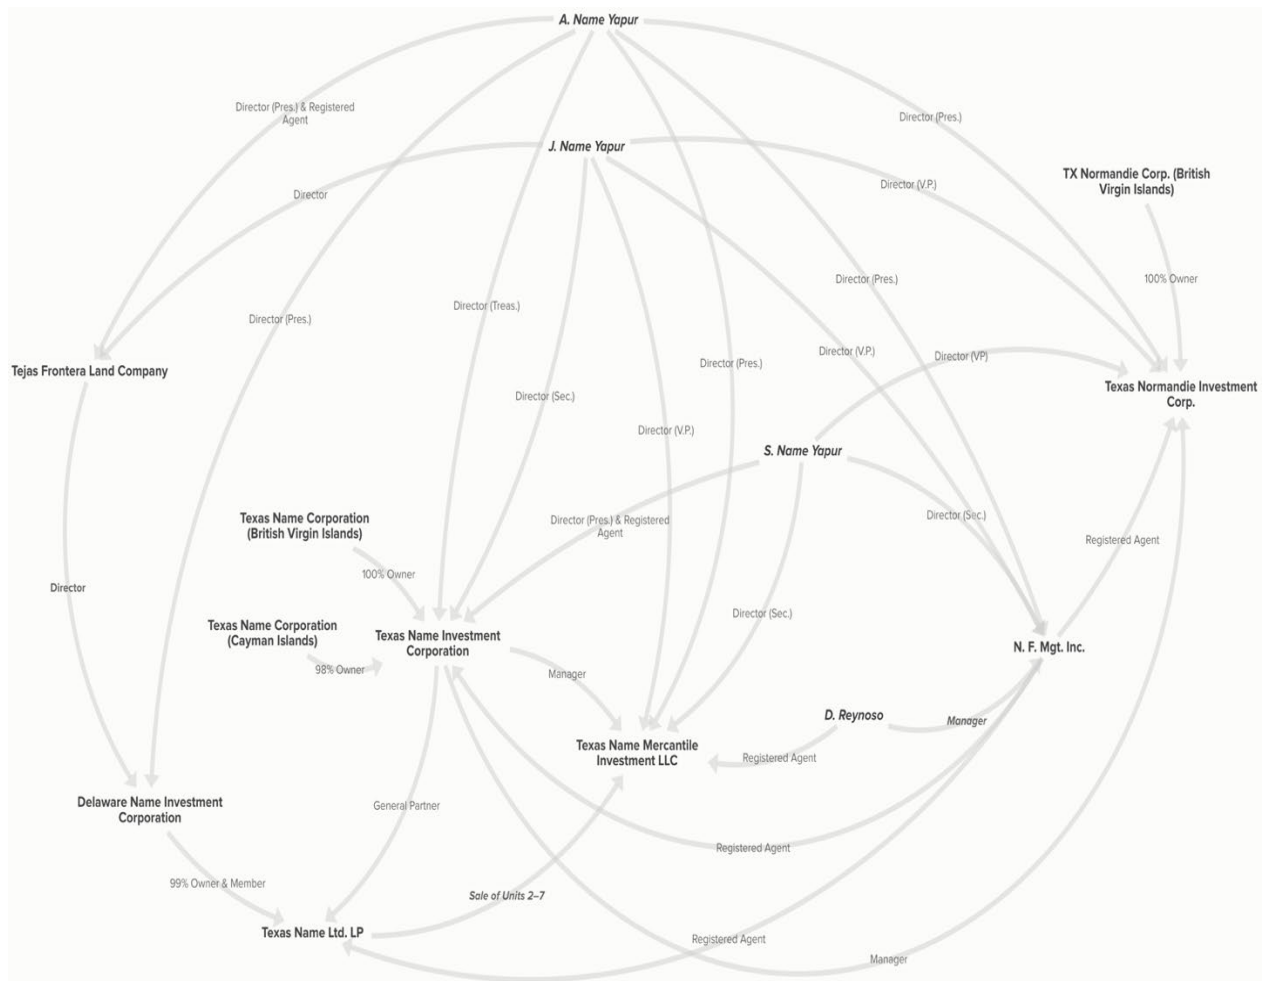 A. Name Yapur
Director (Pres.) & Registered
Agent
Director (Pres.)
J. Name Yapur
TX Normandie Corp. (British
Virgin Islands)
Director
Director (V.P.)
100% Owner
Director (Pres.)
Director (Treas.)
Director (Pres.)
Director (V.P.)
Director (VP)
Director (Pres.)
Tejas Frontera Land Company
Texas Normandie Investment
Corp.
Director (Sec.)
Director (V.P.)
S. Name Yapur
Texas Name Corporation
(British Virgin Islands)
Director (Pres.) & Registered
Agent
Director (Sec.)
Registered Agent
100% Owner
Director
Director (Sec.)
Texas Name Corporation
(Cayman Islands)
Texas Name Investment
Corporation
N. F. Mgt. Inc.
98% Owner
Manager
D. Reynoso
Manager
Texas Name Mercantile
Investment LLC
Registered Agent
Delaware Name Investment
Corporation
General Partner
Registered Agent
99% Owner & Member
Sale of Units 2–7
Texas Name Ltd. LP
Registered Agent
Manager